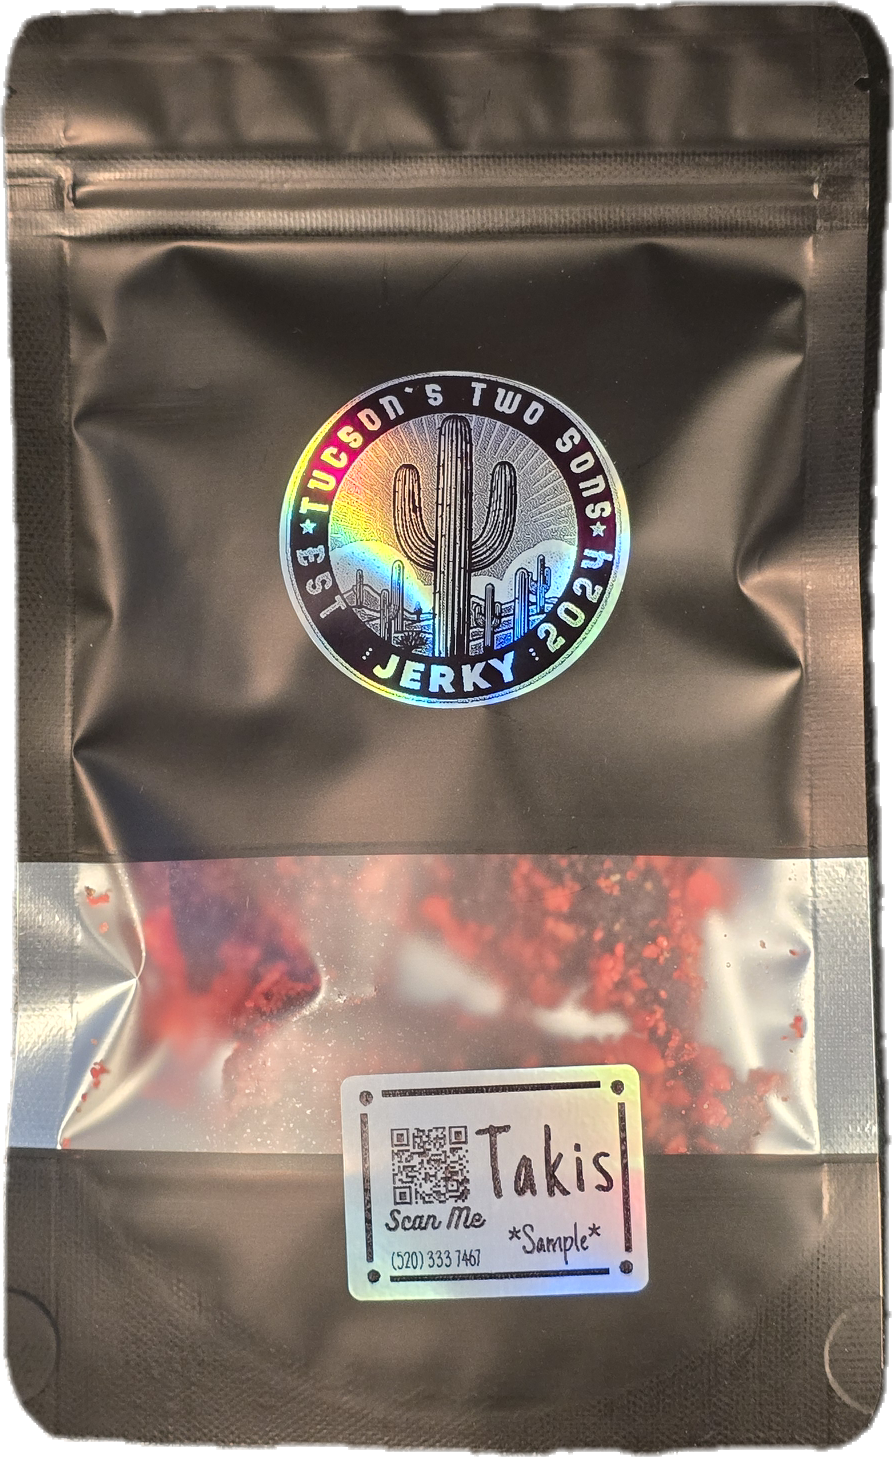 TUCSON'S TWO SONS
EST 2024
JERKY
Takis
Scan Me
*Sample*
(520) 333 7467